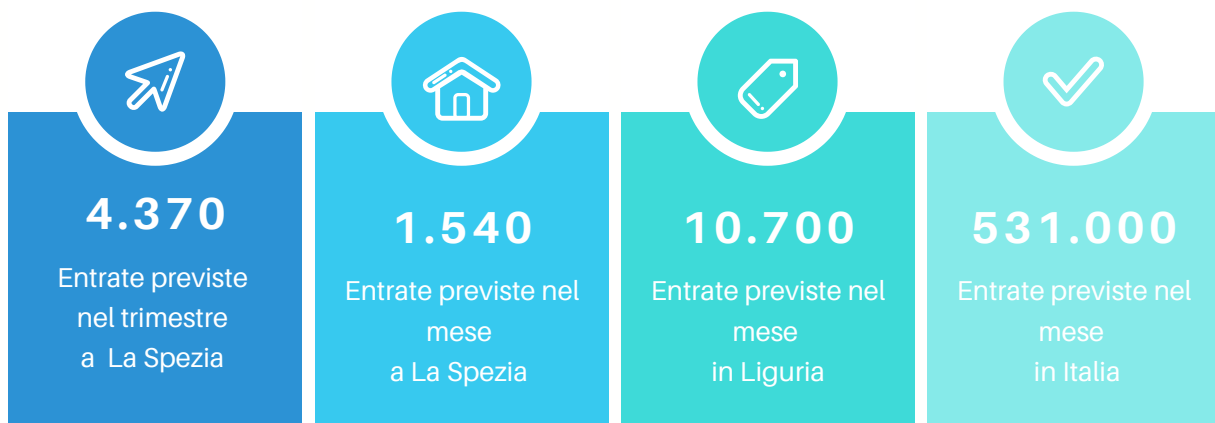 4.370
Entrate previste
nel trimestre
a La Spezia
1.540
Entrate previste nel
mese
a La Spezia
10.700
Entrate previste nel
mese
in Liguria
531.000
Entrate previste nel
mese
in Italia